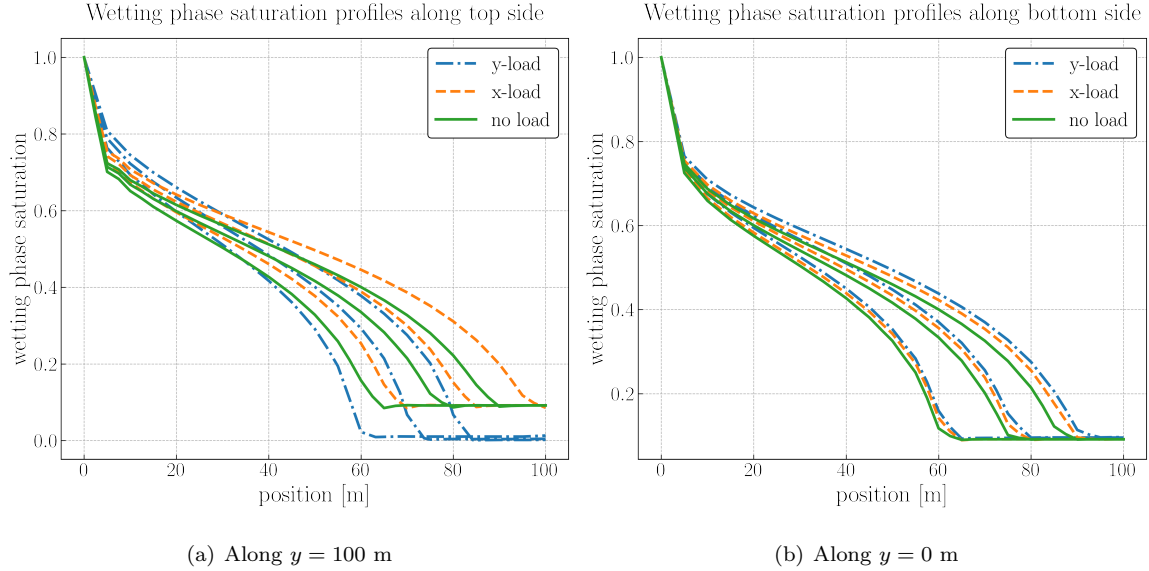 Wetting phase saturation profiles along top side
1.0
0.8
0.6
0.4
0.2
0.0
wetting phase saturation
y-load
x-load
no load
0 20 40 60 80 100
position [m]
(a) Along y = 100 m
Wetting phase saturation profiles along bottom side
1.0
0.8
0.6
0.4
0.2
wetting phase saturation
y-load
x-load
no load
0 20 40 60 80 100
position [m]
(b) Along y = 0 m